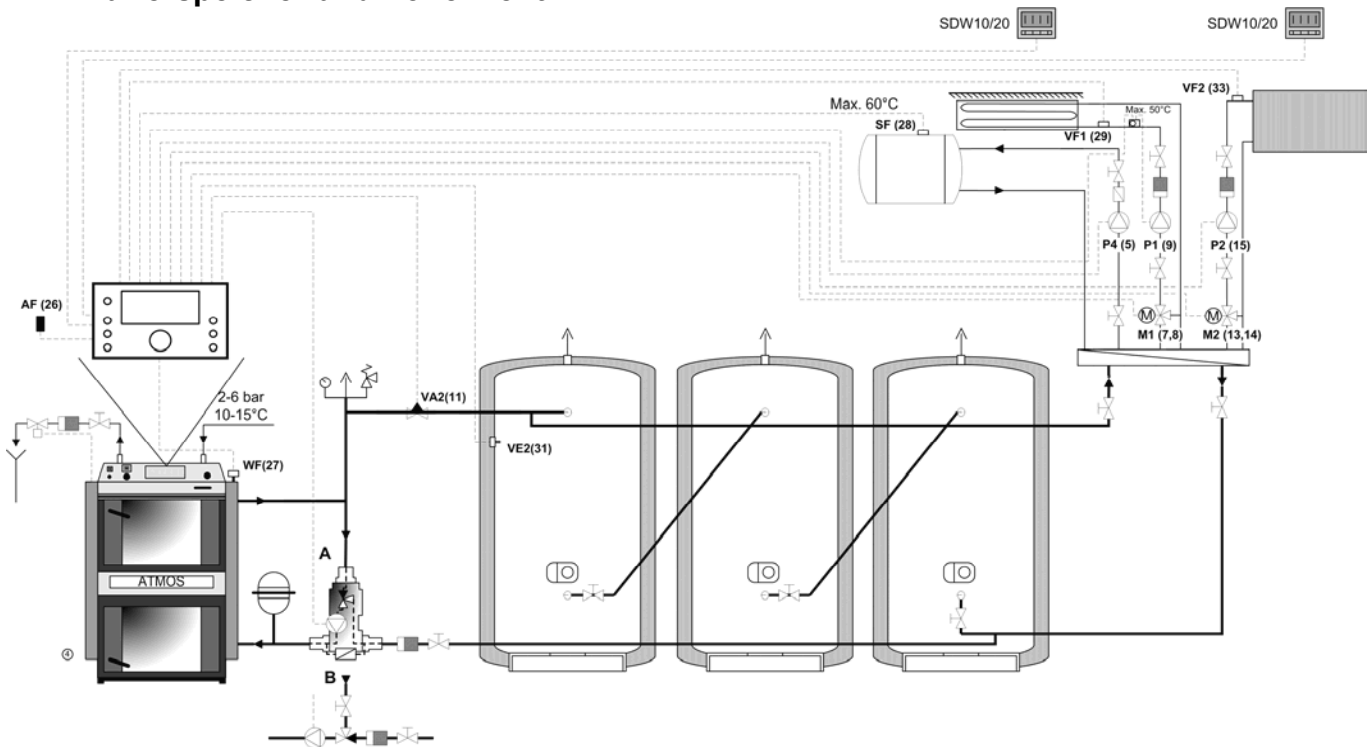 SDW10/20
SDW10/20
VF2 (33)
Max. 60°C
Max. 50°C
SF (28)
VF1 (29)
P4 (5)
P1 (9)
P2 (15)
AF (26)
M
M
M1 (7,8)
M2 (13,14)
2-6 bar
10-15°C
VA2(11)
WF(27)
VE2(31)
A
ATMOS
4
B